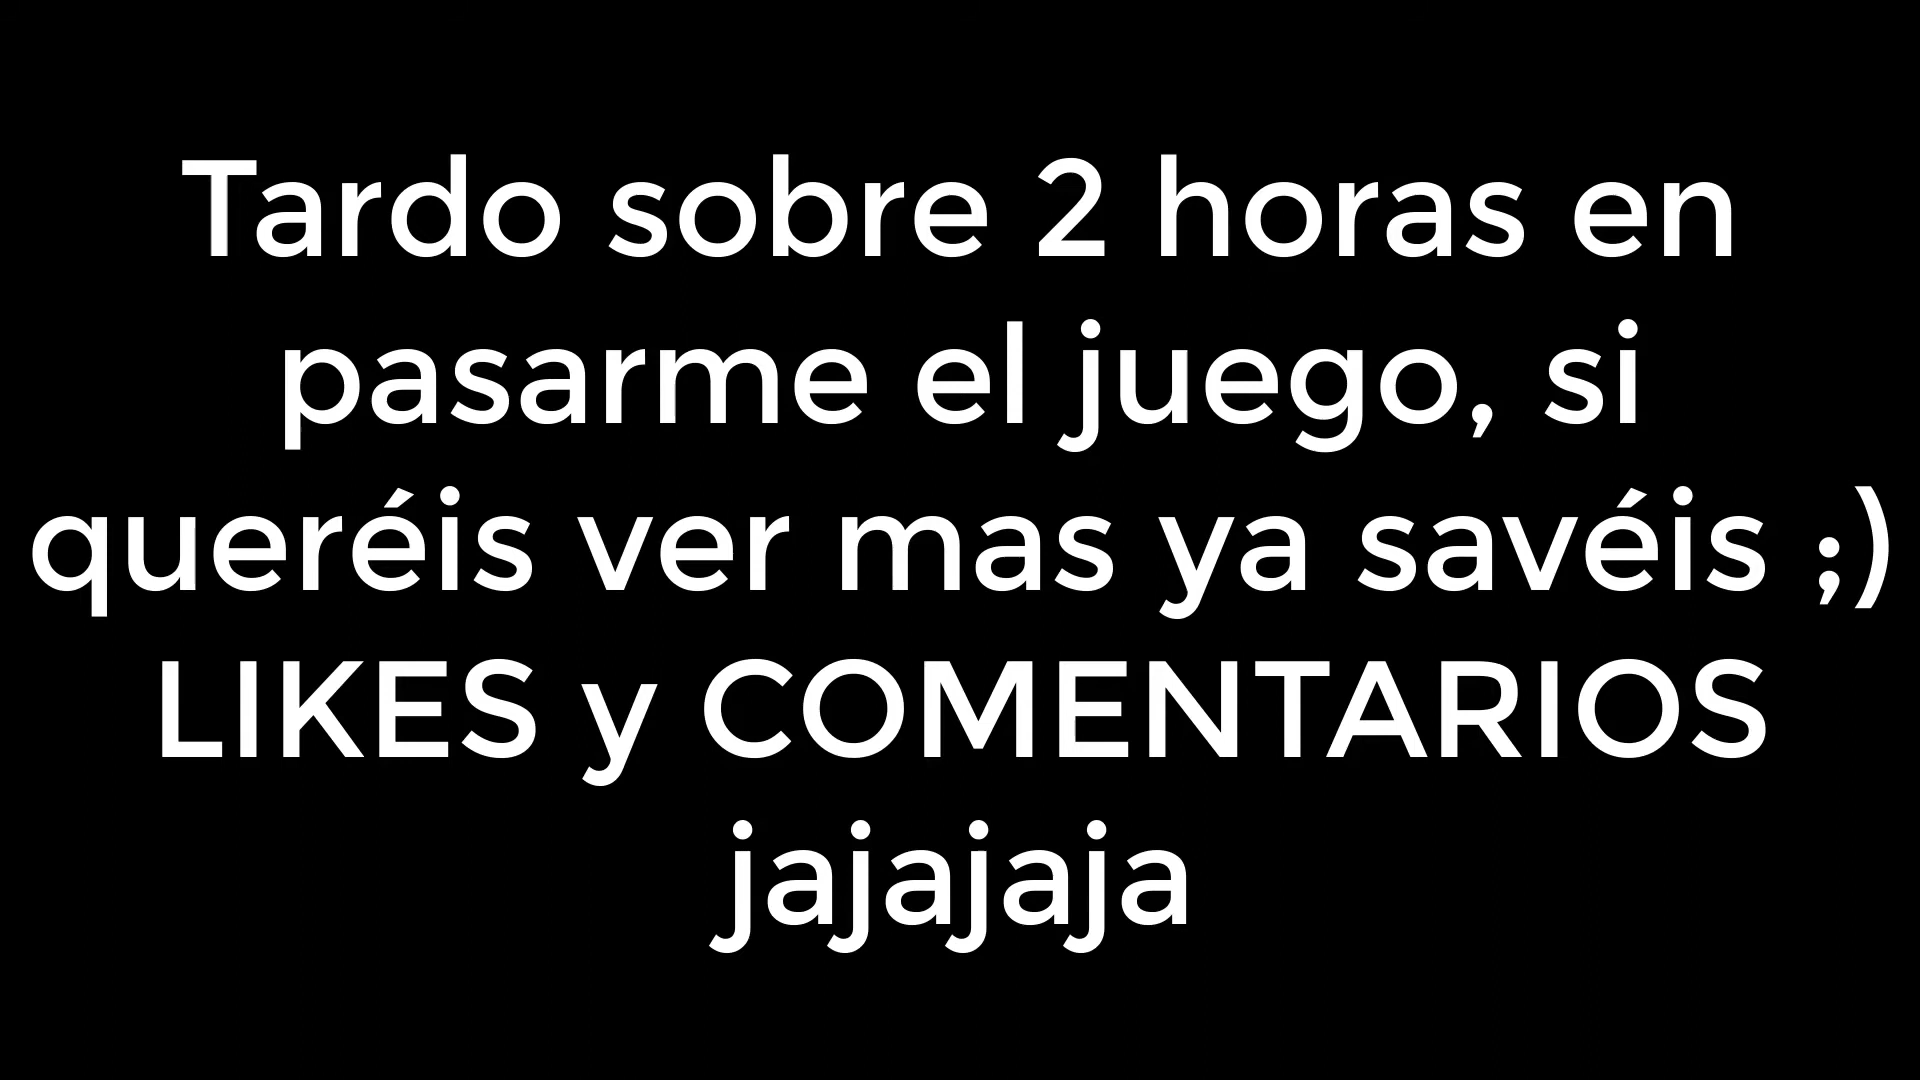 Tardo sobre 2 horas en
pasarme el juego, si
queréis ver mas ya savéis ;)
LIKES y COMENTARIOS
jajajaja